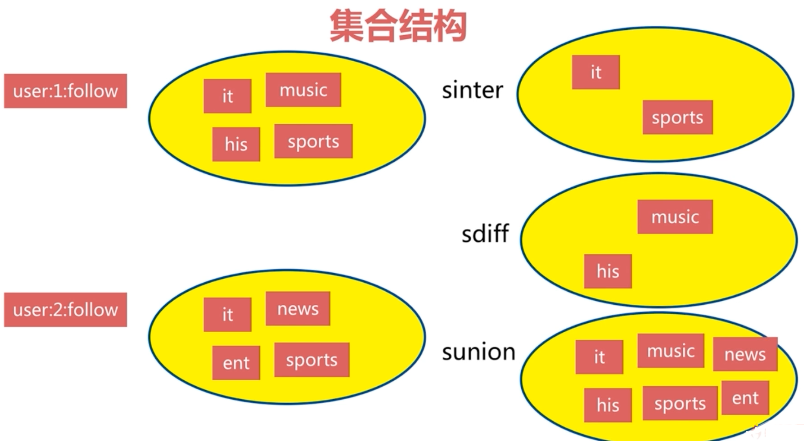 集合结构
user:1:follow
it
music
his
sports
sinter
it
sports
sdiff
music
his
user:2:follow
it
news
ent
sports
sunion
it
music
news
his
sports
ent